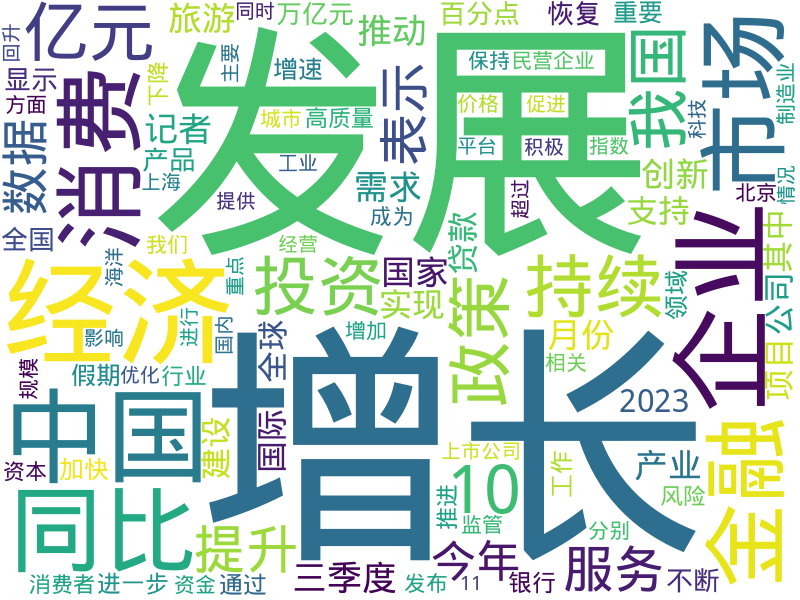 亿元
旅游
同时
万亿元
百分点
恢复
重要
回升
推动
发展
我国
市场
制造业
显示
消费
下降
主要
增速
保持
民营企业
方面
数据
记者
城市
高质量
表示
价格
促进
科技
产品
工业
平台
积极
指数
上海
需求
创新
北京
情况
提供
成为
超过
支持
全国
我们
经营
贷款
其中
海洋
重点
投资
国家
持续
企业
领域
公司
经济
实现
政策
影响
进行
国内
全球
增加
月份
项目
规模
假期
优化
行业
增长
相关
2023
中国
建设
国际
金融
资本
加快
上市公司
工作
产业
同比
10
推进
监管
风险
提升
分别
今年
服务
不断
消费者
进一步
资金
通过
三季度
发布
11
银行